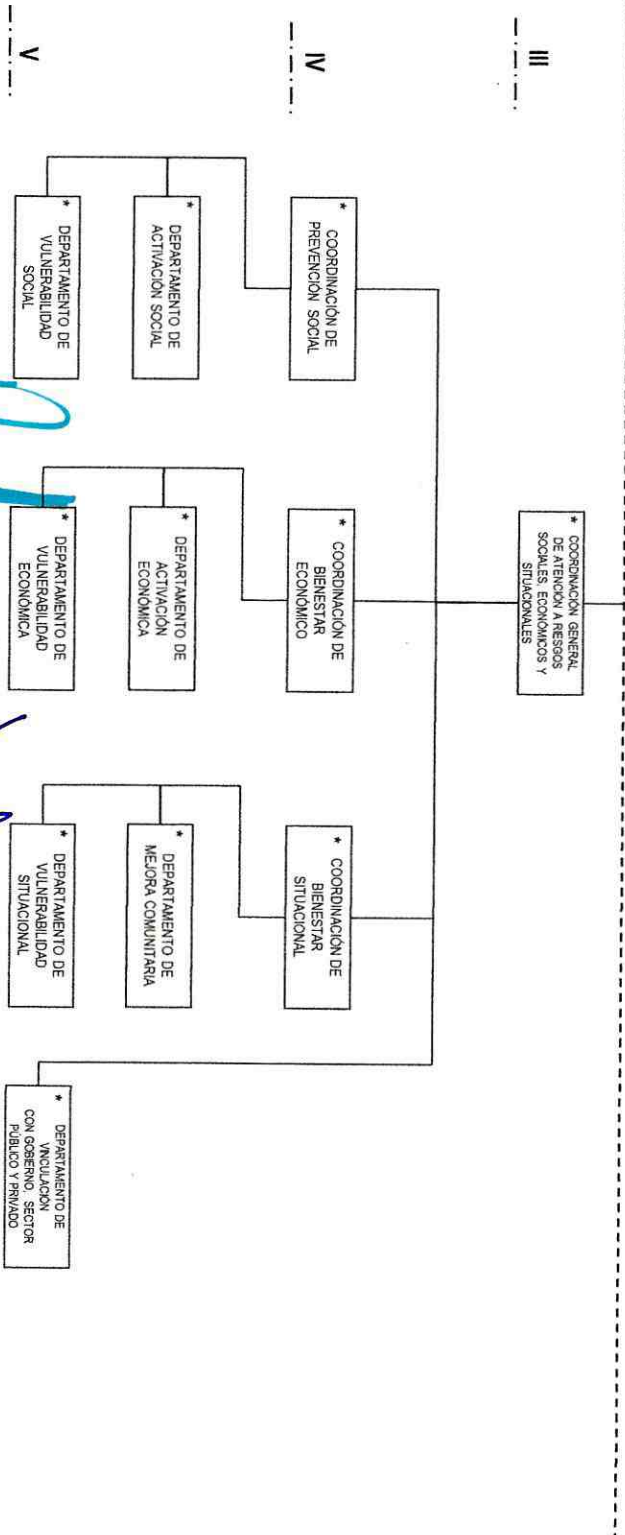 III
* COORDINACIÓN GENERAL
DE ATENCIÓN A RIESGOS
SOCIALES, ECONÓMICOS Y
SITUACIONALES
IV
* COORDINACIÓN DE
PREVENCIÓN SOCIAL
* COORDINACIÓN DE
BIENESTAR
ECONÓMICO
* COORDINACIÓN DE
BIENESTAR
SITUACIONAL
* DEPARTAMENTO DE
ACTIVACIÓN SOCIAL
* DEPARTAMENTO DE
ACTIVACIÓN
ECONÓMICA
* DEPARTAMENTO DE
MEJORA COMUNITARIA
V
* DEPARTAMENTO DE
VULNERABILIDAD
SOCIAL
* DEPARTAMENTO DE
VULNERABILIDAD
ECONÓMICA
* DEPARTAMENTO DE
VULNERABILIDAD
SITUACIONAL
* DEPARTAMENTO DE
VINCULACIÓN
CON GOBIERNO, SECTOR
PÚBLICO Y PRIVADO